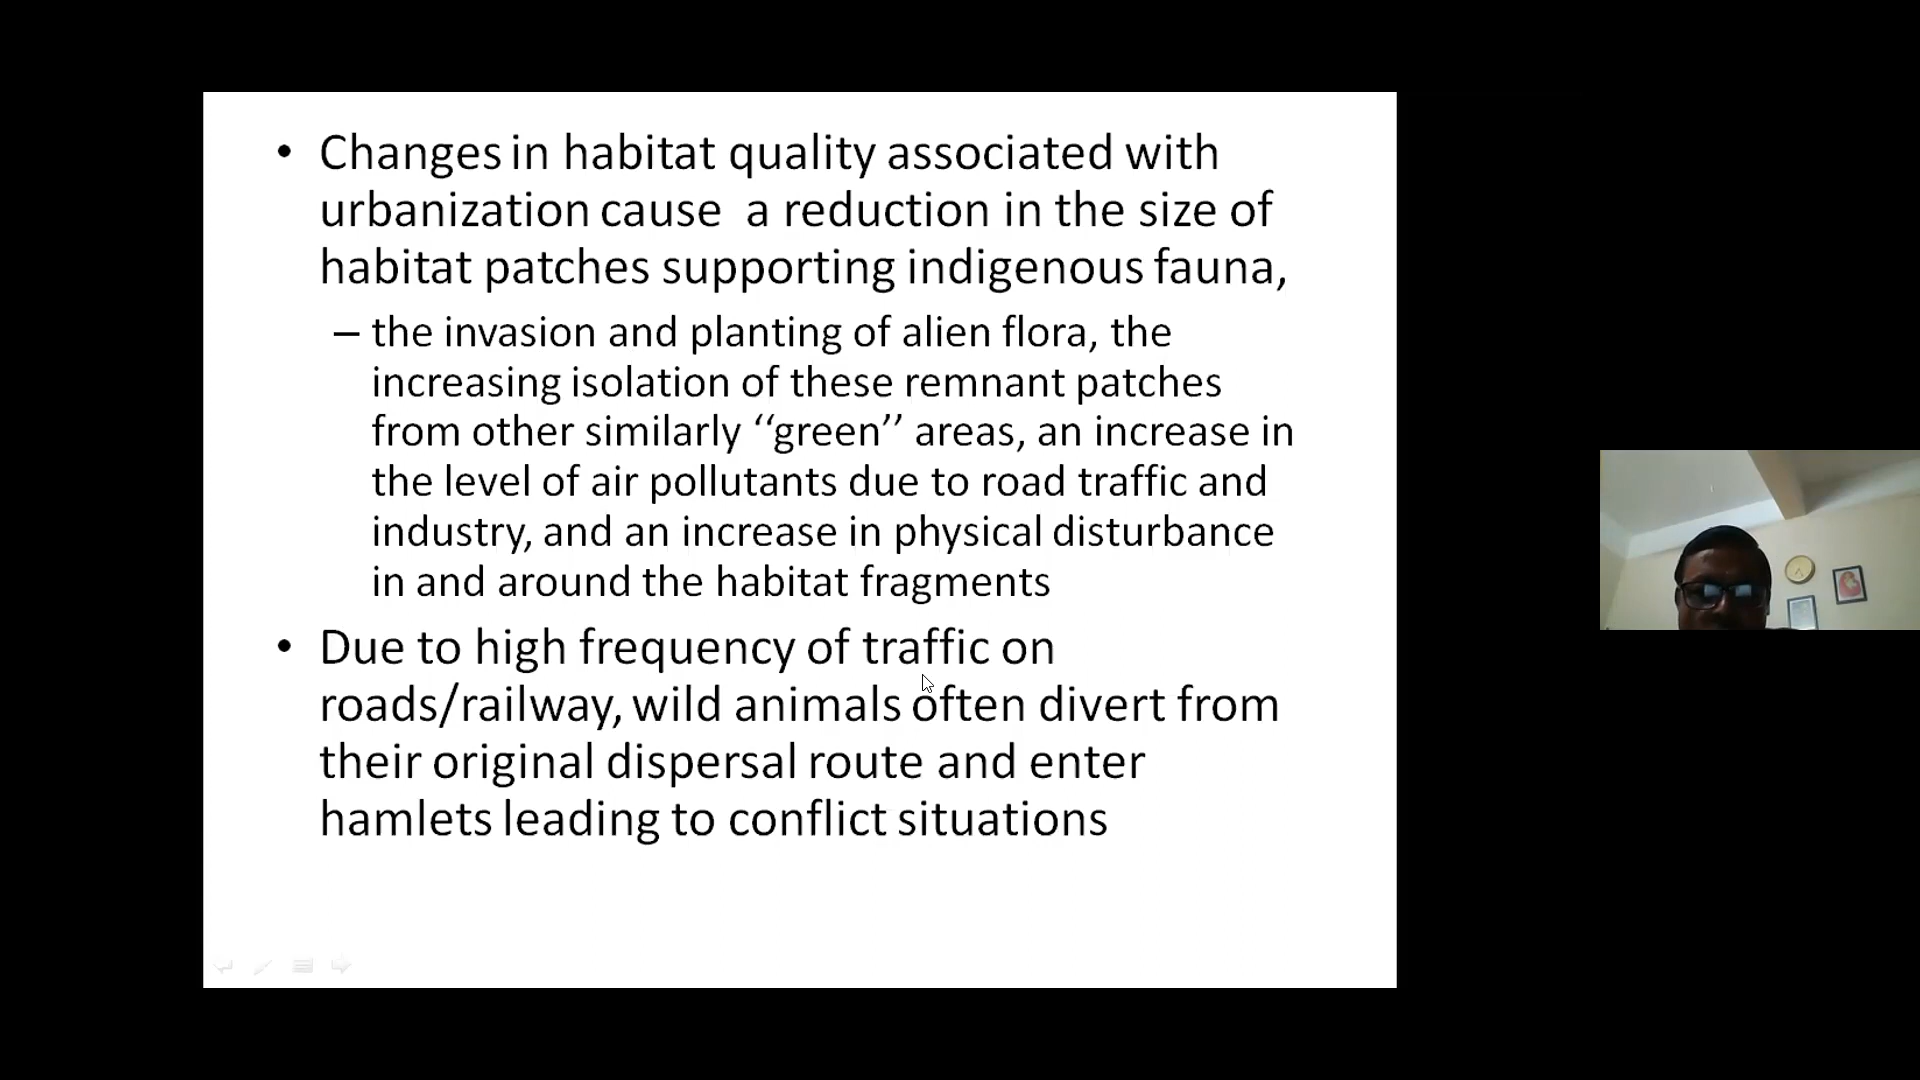 • Changes in habitat quality associated with
urbanization cause  a reduction in the size of
habitat patches supporting indigenous fauna,
– the invasion and planting of alien flora, the
increasing isolation of these remnant patches
from other similarly ‘‘green’’ areas, an increase in
the level of air pollutants due to road traffic and
industry, and an increase in physical disturbance
in and around the habitat fragments
• Due to high frequency of traffic on
roads/railway, wild animals often divert from
their original dispersal route and enter
hamlets leading to conflict situations